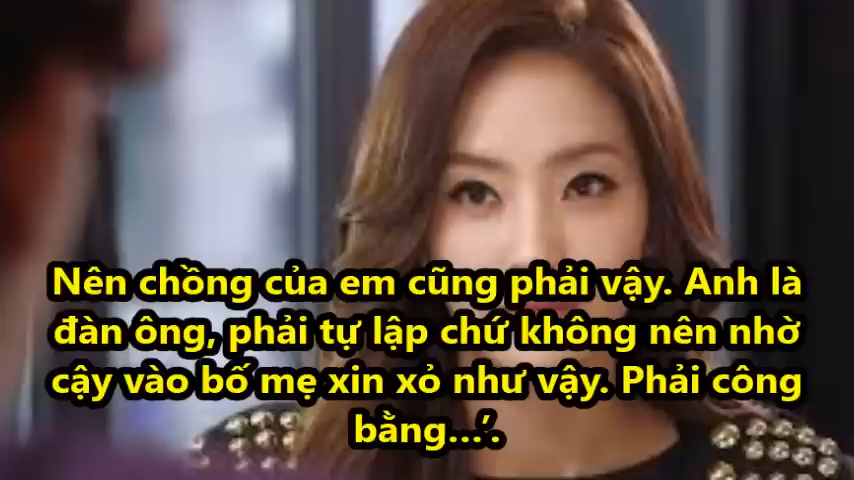 Nên chồng của em cũng phải vậy. Anh là
đàn ông, phải tự lập chứ không nên nhờ
cậy vào bố mẹ xin xỏ như vậy. Phải công
bằng...’.